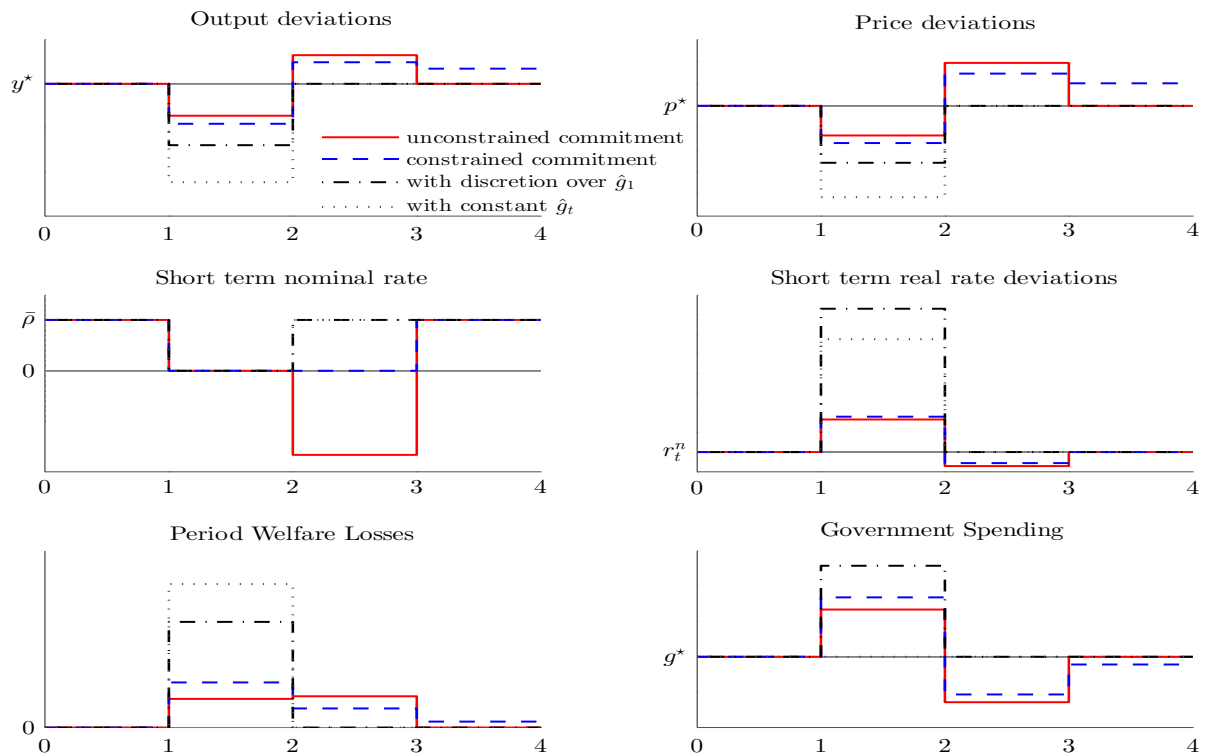 Output deviations
y⋆
unconstrained commitment
constrained commitment
with discretion over ĝ₁
with constant ĝₜ
0 1 2 3 4
Price deviations
p⋆
0 1 2 3 4
Short term nominal rate
ρ̄
0
0 1 2 3 4
Short term real rate deviations
rₜⁿ
0 1 2 3 4
Period Welfare Losses
0
0 1 2 3 4
Government Spending
g⋆
0 1 2 3 4